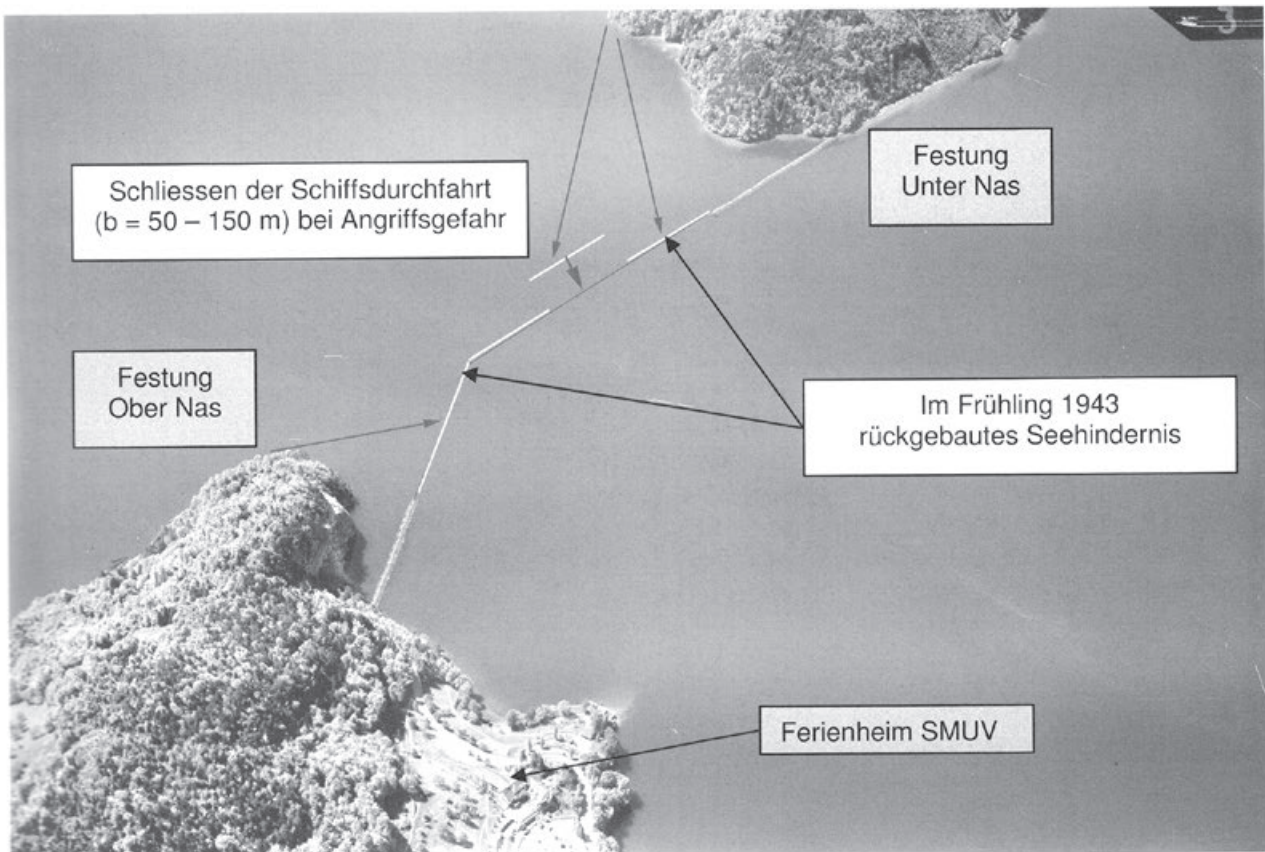 3
Schliessen der Schiffsdurchfahrt
(b = 50 – 150 m) bei Angriffsgefahr
Festung
Unter Nas
Festung
Ober Nas
Im Frühling 1943
rückgebautes Seehindernis
Ferienheim SMUV